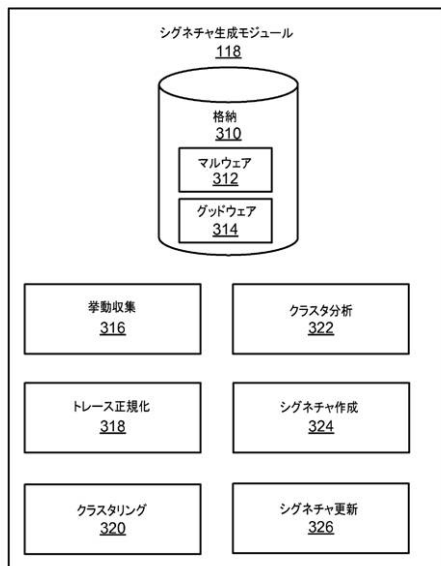 シグネチャ生成モジュール
118
格納
310
マルウェア
312
グッドウェア
314
挙動収集
316
クラスタ分析
322
トレース正規化
318
シグネチャ作成
324
クラスタリング
320
シグネチャ更新
326